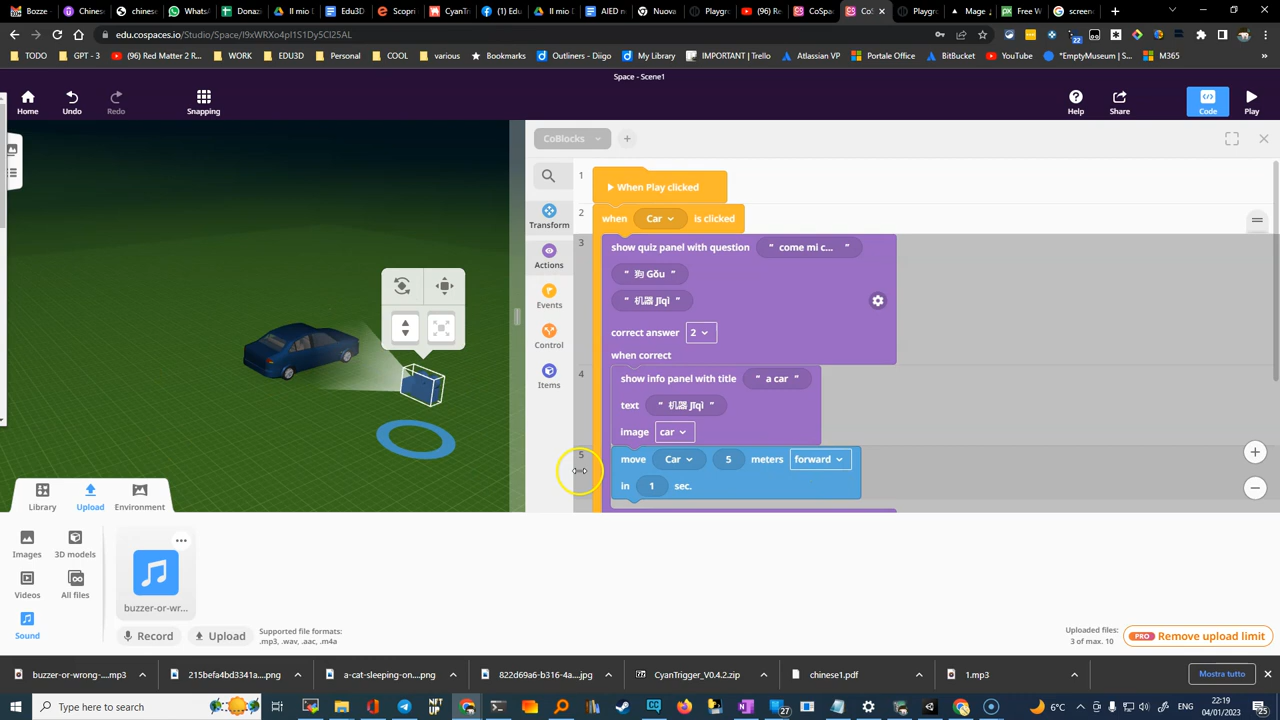 Bozze
Chines
chines
Whats
Donaz
Il mio l
Edu3D
Scopri
CyanTr
(1) Edu
Il mio D
AIED n
Nuova
Playgr
(96) Re
CoSpa
Co
Playgr
Mage
Free W
screen
edu.cospaces.io/Studio/Space/I9xWRXo4pI1S1Dy5CI25AL
TODO
GPT - 3
(96) Red Matter 2 R...
WORK
EDU3D
PERSONAL
COOL
various
Bookmarks
Outliners - Diigo
My Library
IMPORTANT | Trello
Atlassian VP
Portale Office
BitBucket
YouTube
*EmptyMuseum | S...
M365
Space - Scene1
Home
Undo
Redo
Snapping
Help
Share
Code
Play
CoBlocks
1
When Play clicked
2
when Car is clicked
Transform
3
show quiz panel with question " come mi c... "
Actions
" 狗 Gǒu "
" 机器 Jīqì "
Events
correct answer 2
Control
when correct
Items
4
show info panel with title " a car "
text " 机器 Jīqì "
image car
5
move Car 5 meters forward
in 1 sec.
Library
Upload
Environment
Images
3D models
Videos
All files
Sound
buzzer-or-wr...
Record
Upload
Supported file formats:
.mp3, .wav, .aac, .m4a
Uploaded files:
3 of max. 10
PRO Remove upload limit
buzzer-or-wrong-....mp3
215befa4bd3341a....png
a-cat-sleeping-on....png
822d69a6-b316-4a....jpg
CyanTrigger_V0.4.2.zip
chinese1.pdf
1.mp3
Mostra tutto
Type here to search
6°C
22:19
04/01/2023